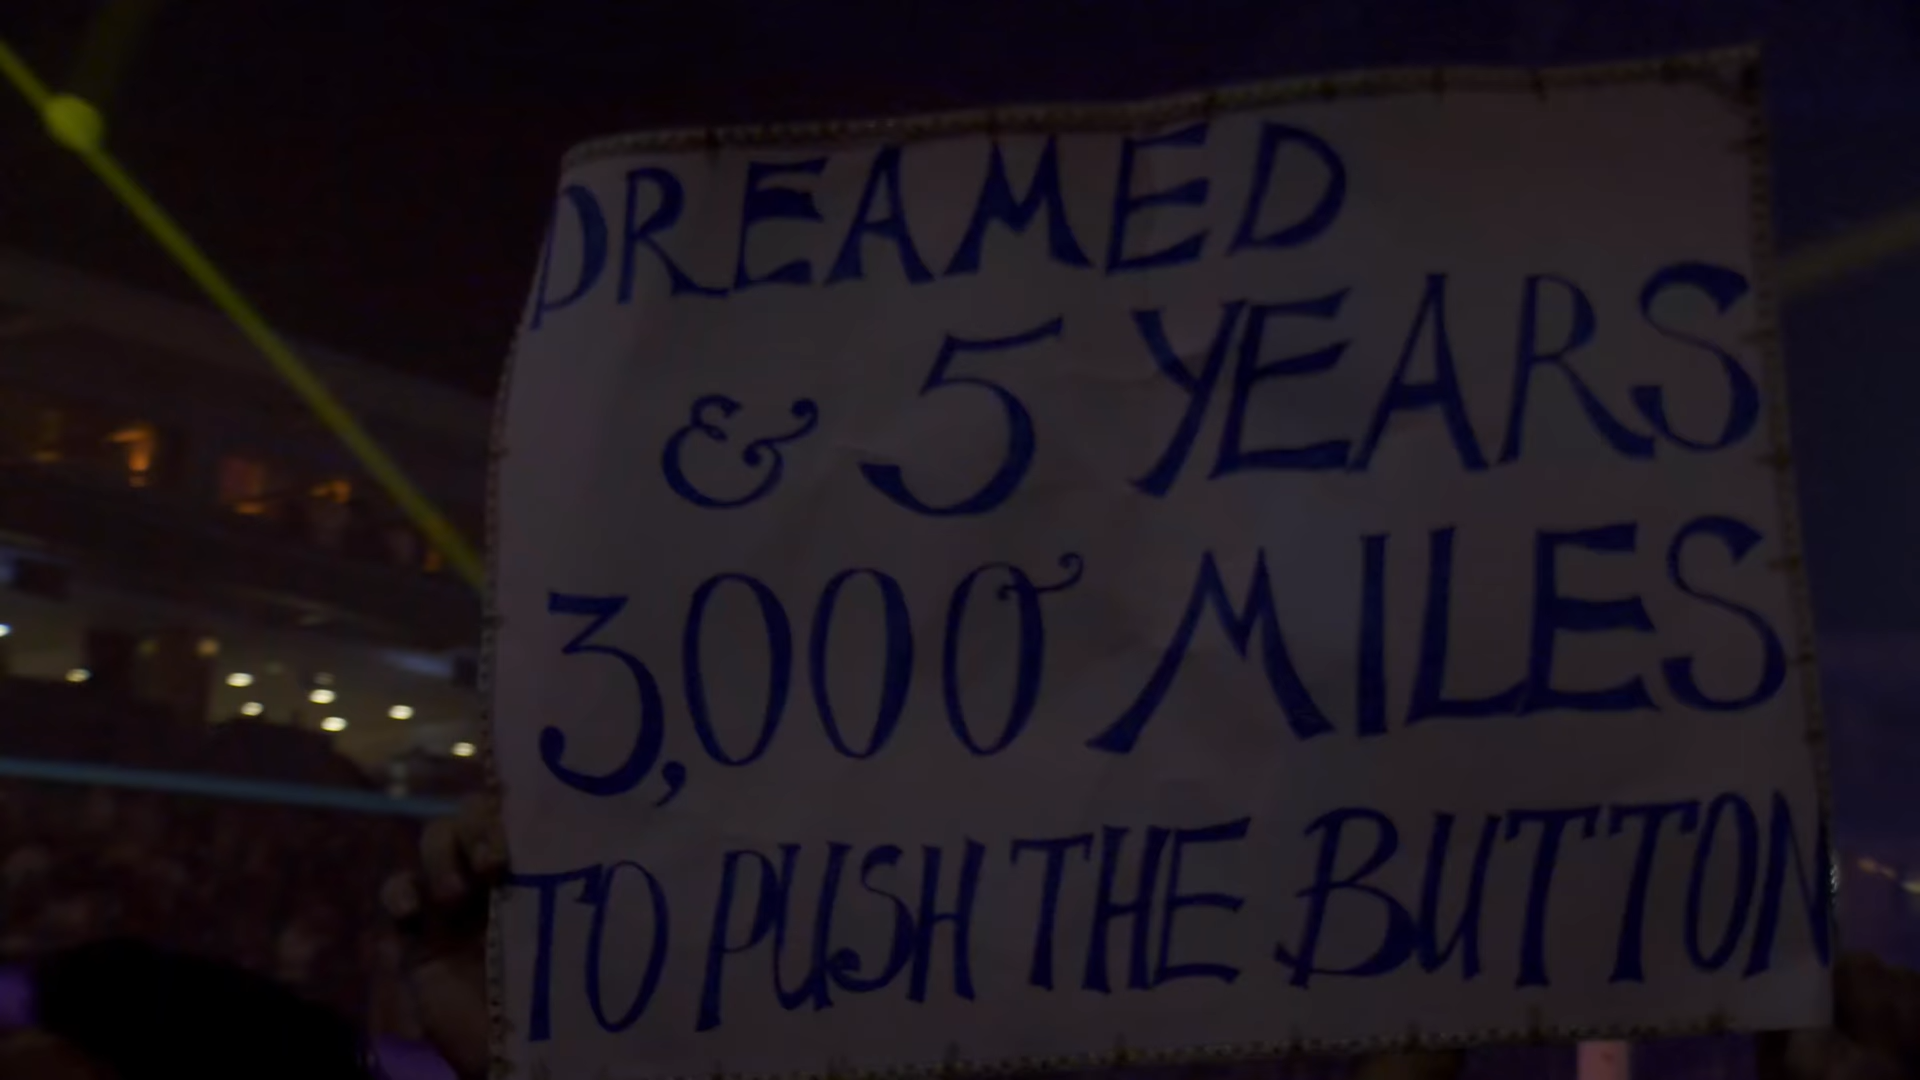 DREAMED
& 5 YEARS
3,000 MILES
TO PUSH THE BUTTON